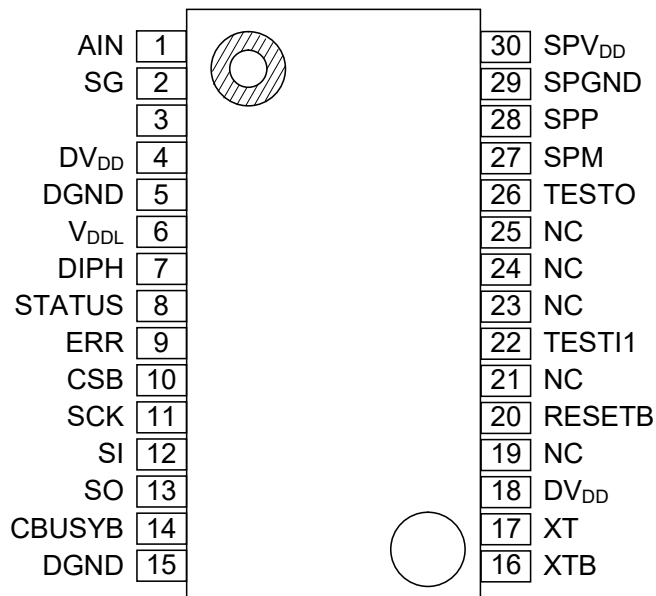 AIN 1 30 SPVDD
SG 2 29 SPGND
3 28 SPP
DVDD 4 27 SPM
DGND 5 26 TESTO
VDDL 6 25 NC
DIPH 7 24 NC
STATUS 8 23 NC
ERR 9 22 TESTI1
CSB 10 21 NC
SCK 11 20 RESETB
SI 12 19 NC
SO 13 18 DVDD
CBUSYB 14 17 XT
DGND 15 16 XTB